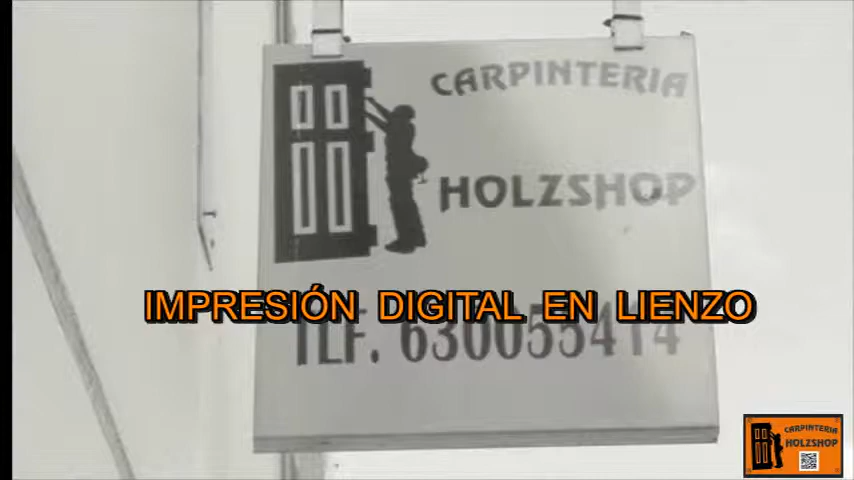 CARPINTERIA
HOLZSHOP
IMPRESIÓN DIGITAL EN LIENZO
TLF. 630055414
CARPINTERIA
HOLZSHOP